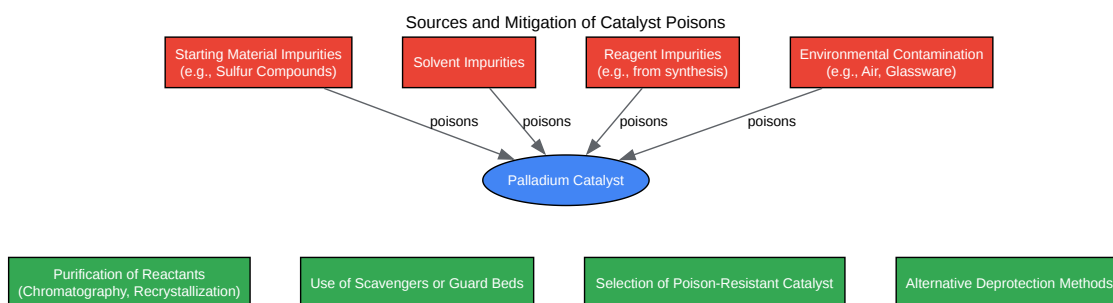 Sources and Mitigation of Catalyst Poisons
Starting Material Impurities
(e.g., Sulfur Compounds)
Solvent Impurities
Reagent Impurities
(e.g., from synthesis)
Environmental Contamination
(e.g., Air, Glassware)
poisons
poisons
poisons
poisons
Palladium Catalyst
Purification of Reactants
(Chromatography, Recrystallization)
Use of Scavengers or Guard Beds
Selection of Poison-Resistant Catalyst
Alternative Deprotection Methods